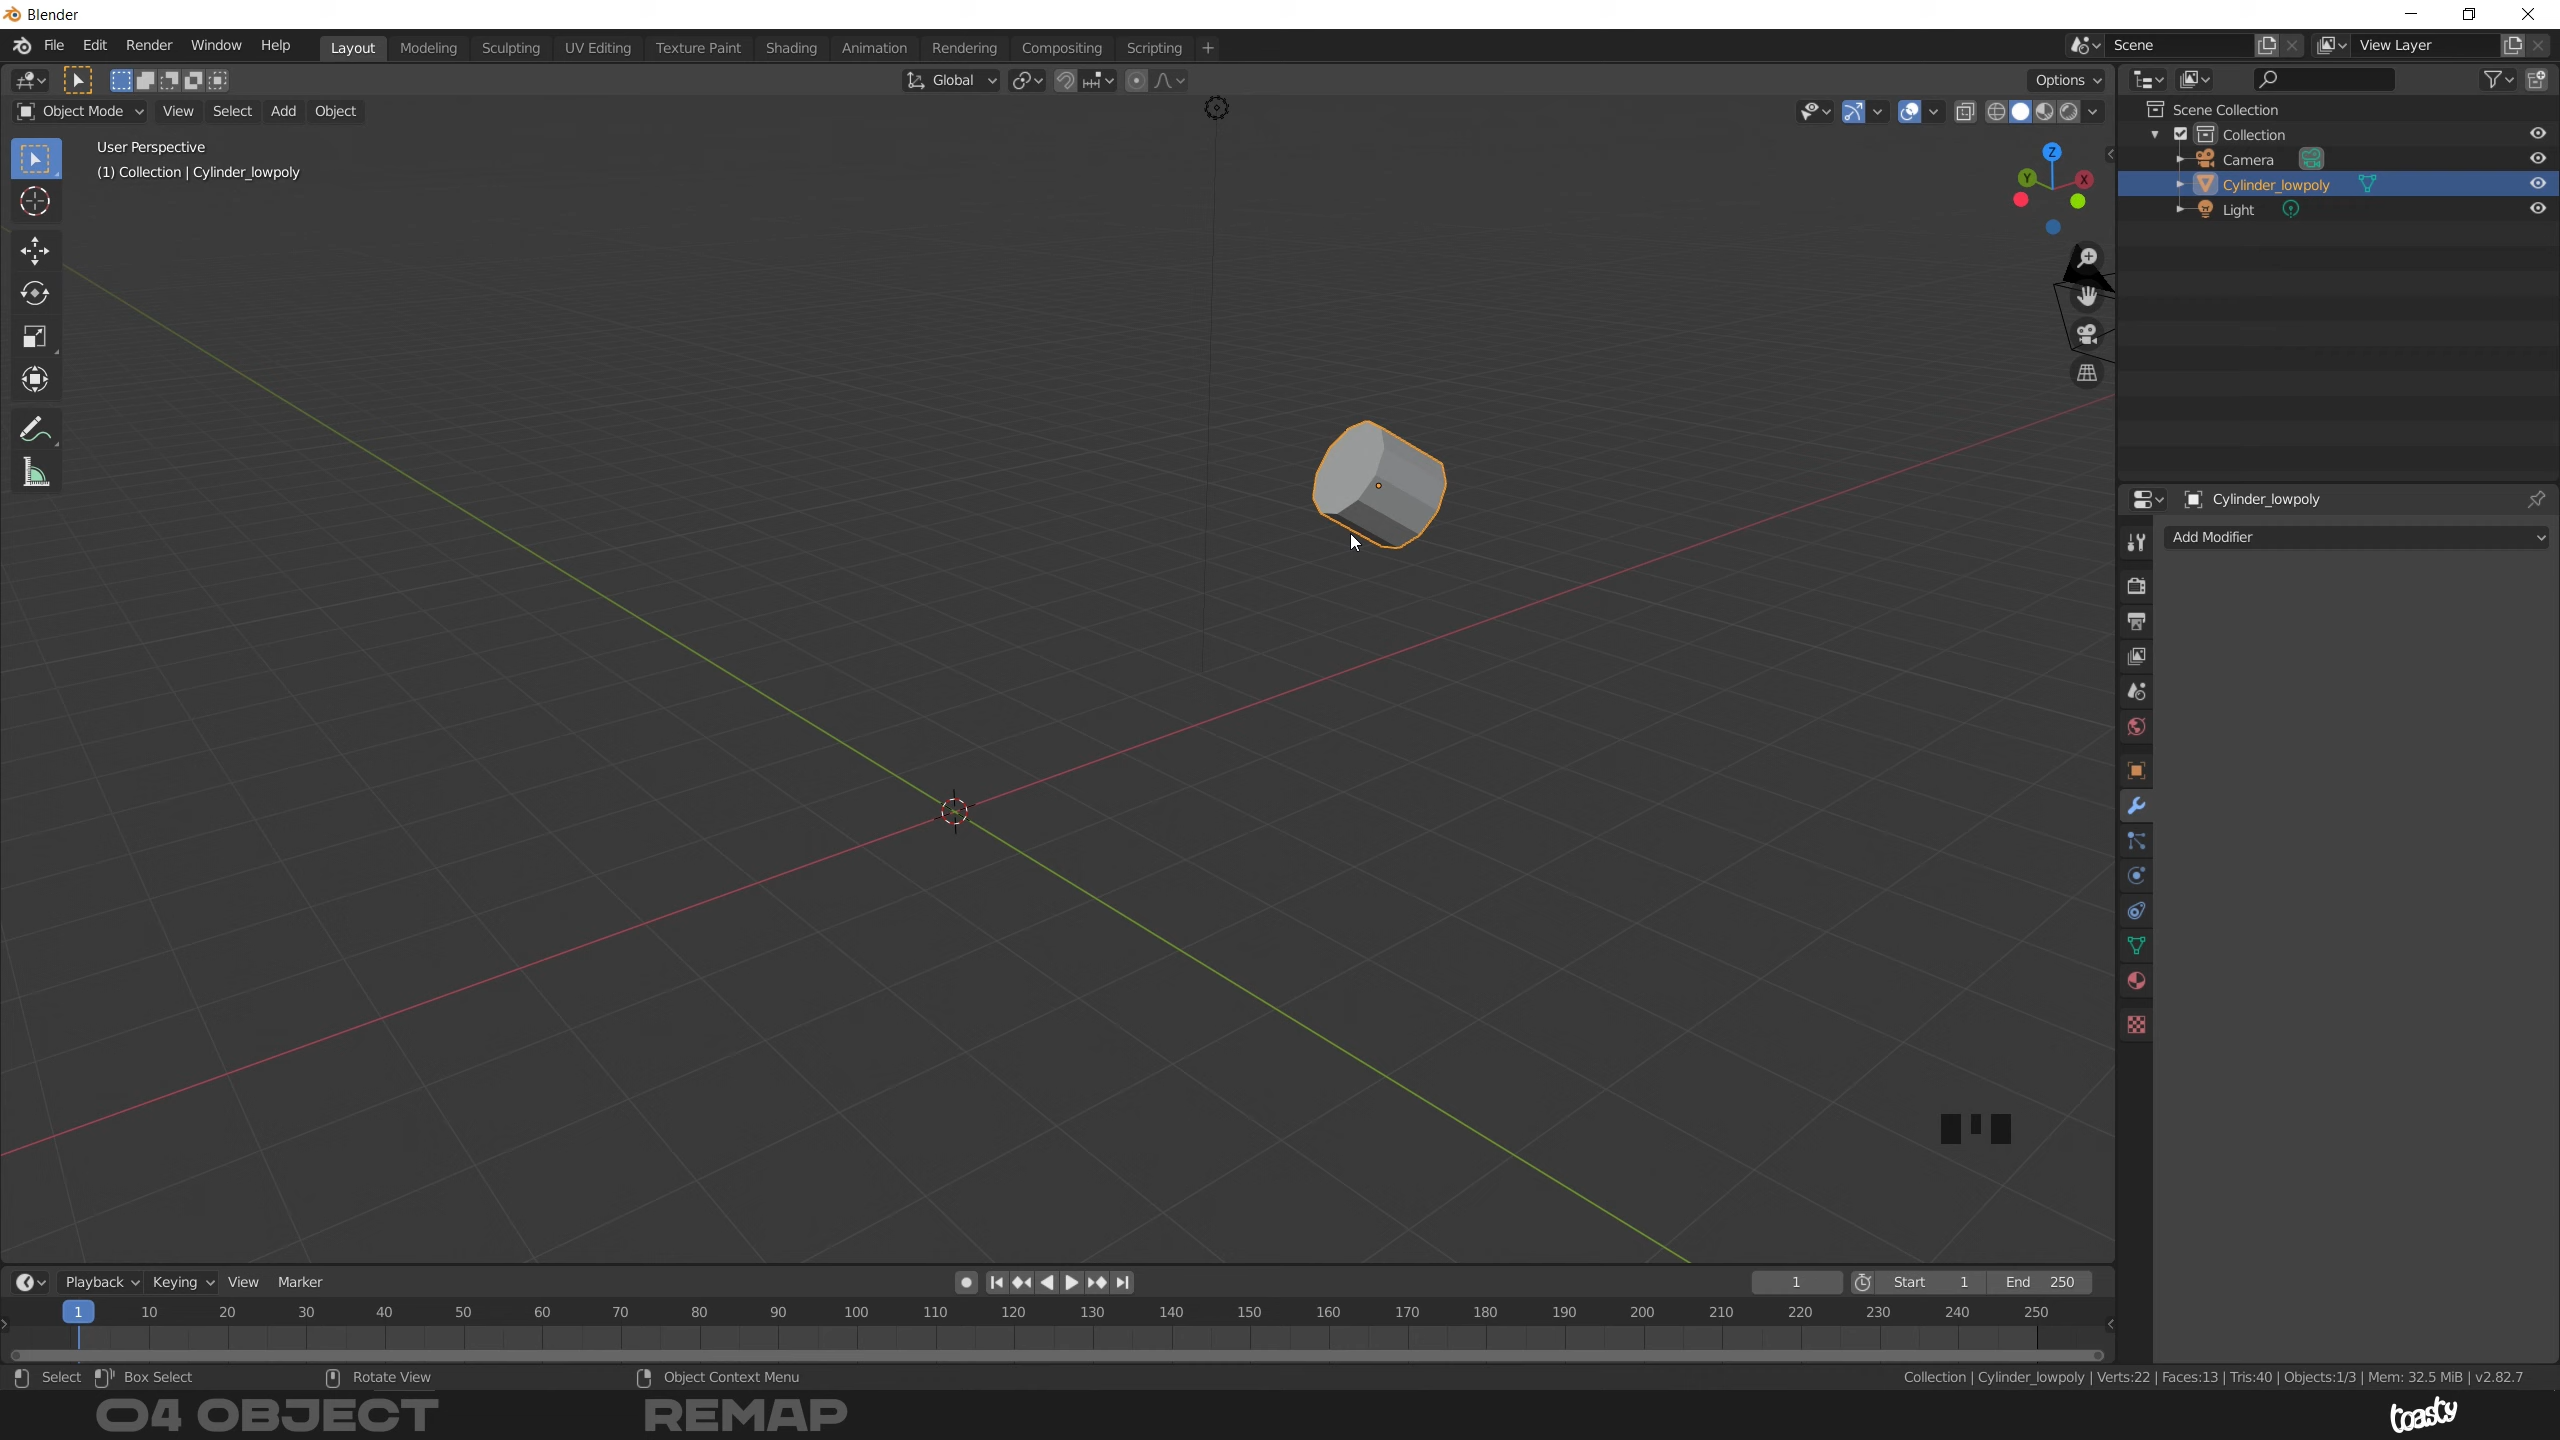 Blender
File Edit Render Window Help Layout Modeling Sculpting UV Editing Texture Paint Shading Animation Rendering Compositing Scripting + Scene View Layer
Global Options
Object Mode View Select Add Object
User Perspective
(1) Collection | Cylinder_lowpoly
Z
Y
X
Scene Collection
Collection
Camera
Cylinder_lowpoly
Light
Cylinder_lowpoly
Add Modifier
Playback Keying View Marker 1 Start 1 End 250
1 10 20 30 40 50 60 70 80 90 100 110 120 130 140 150 160 170 180 190 200 210 220 230 240 250
Select Box Select Rotate View Object Context Menu Collection | Cylinder_lowpoly | Verts:22 | Faces:13 | Tris:40 | Objects:1/3 | Mem: 32.5 MiB | v2.82.7
04 OBJECT REMAP toasty